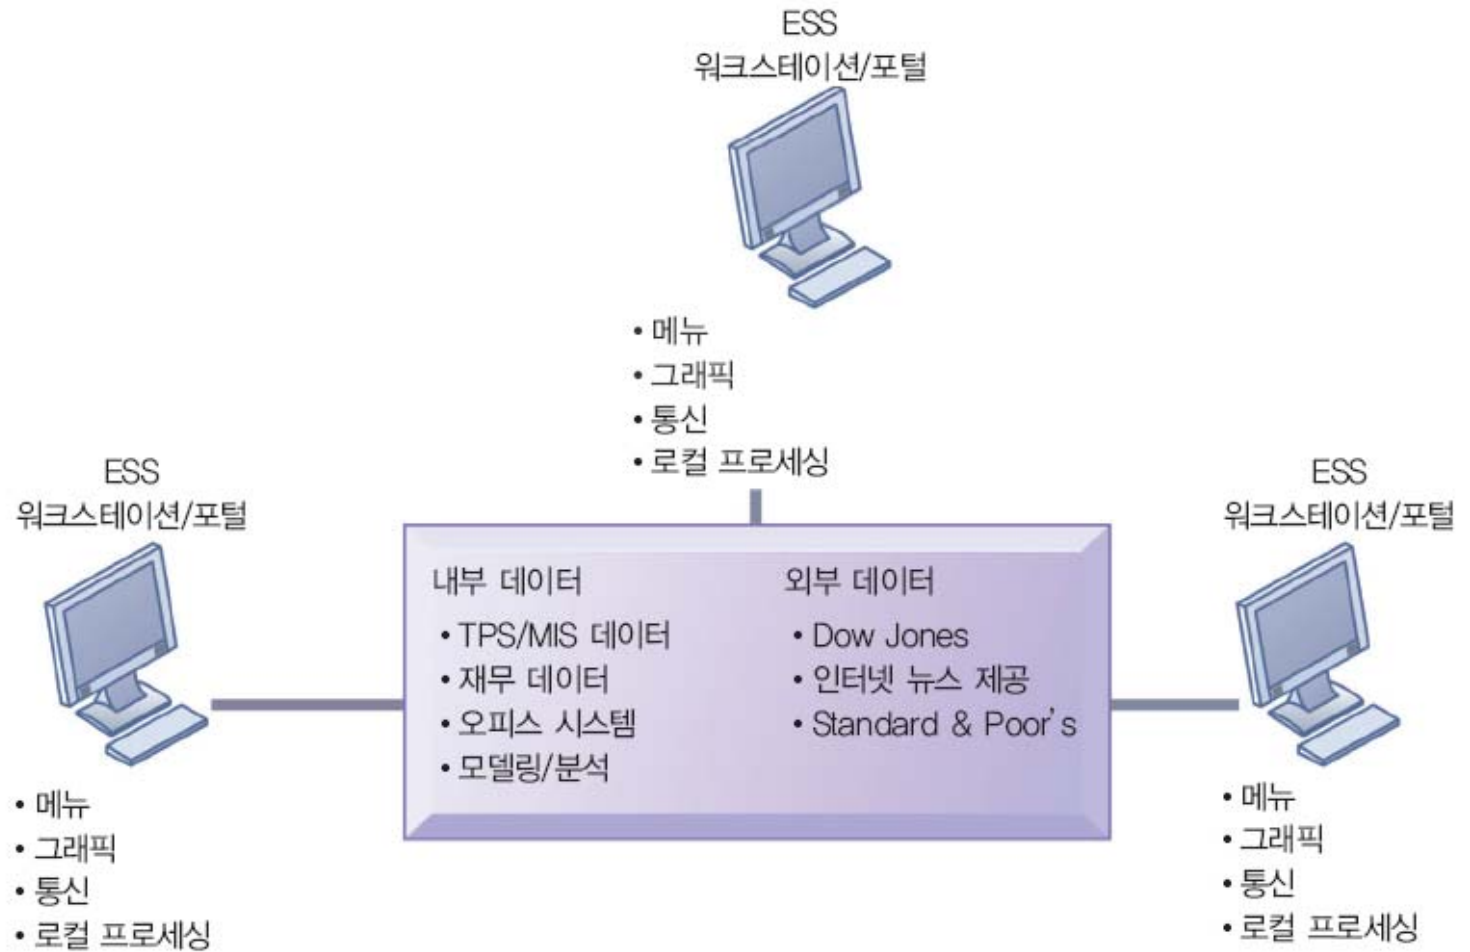 ESS
워크스테이션/포털
• 메뉴
• 그래픽
• 통신
• 로컬 프로세싱
ESS
워크스테이션/포털
• 메뉴
• 그래픽
• 통신
• 로컬 프로세싱
내부 데이터
• TPS/MIS 데이터
• 재무 데이터
• 오피스 시스템
• 모델링/분석
외부 데이터
• Dow Jones
• 인터넷 뉴스 제공
• Standard & Poor's
ESS
워크스테이션/포털
• 메뉴
• 그래픽
• 통신
• 로컬 프로세싱